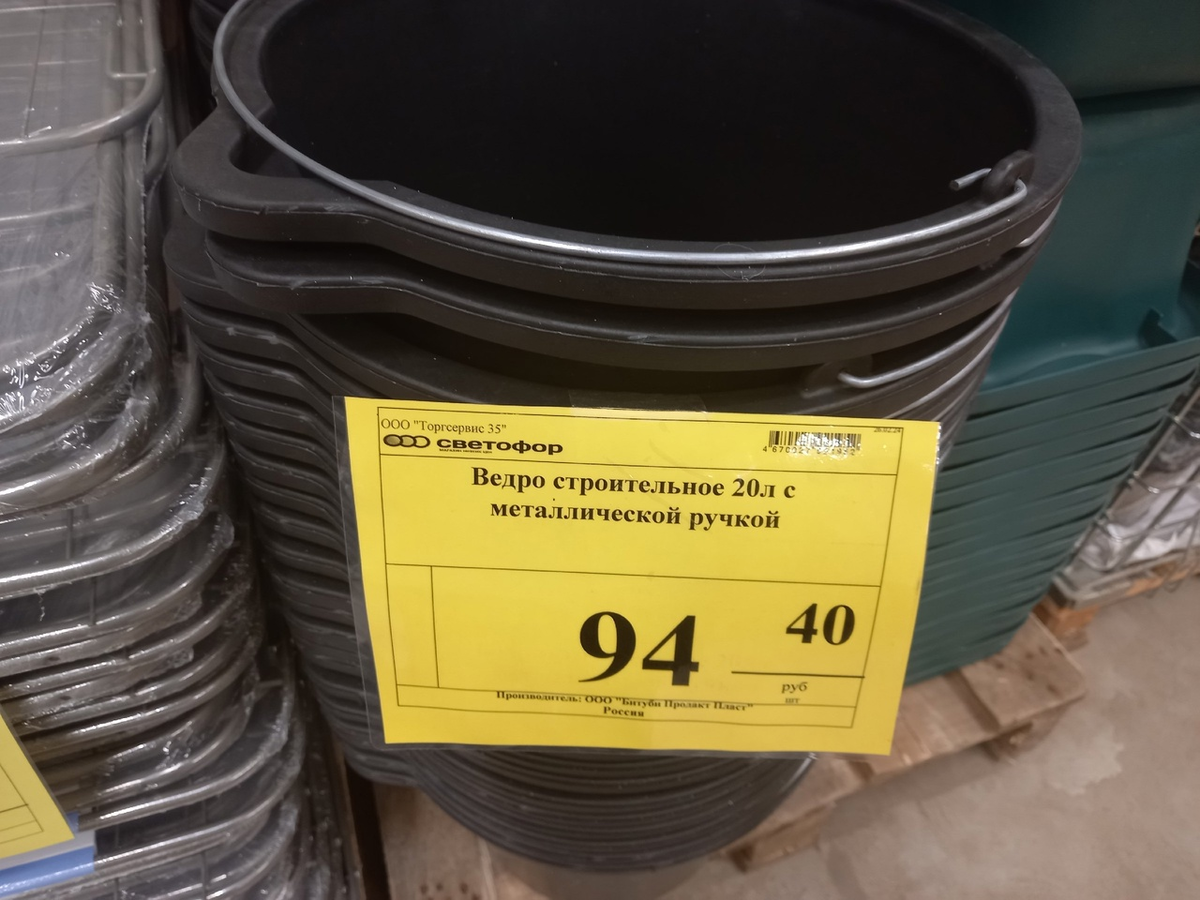 ООО "Торгсервис 35"
светофор
Ведро строительное 20л с
металлической ручкой
94 40
руб
шт
Производитель: ООО "Битуби Продакт Пласт"
Россия